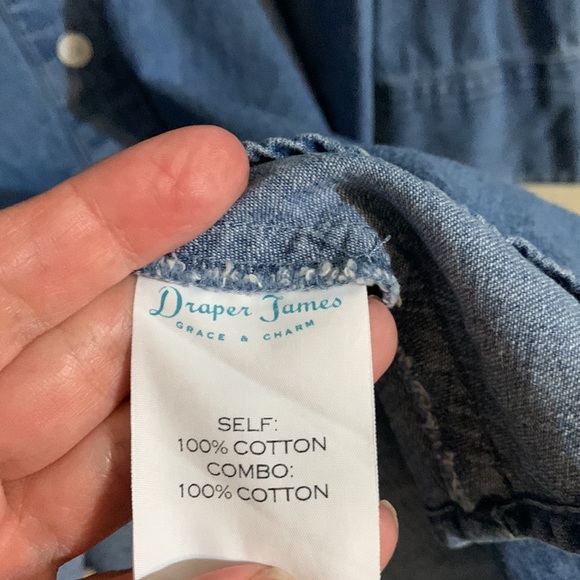 Draper James
GRACE & CHARM
SELF:
100% COTTON
COMBO:
100% COTTON